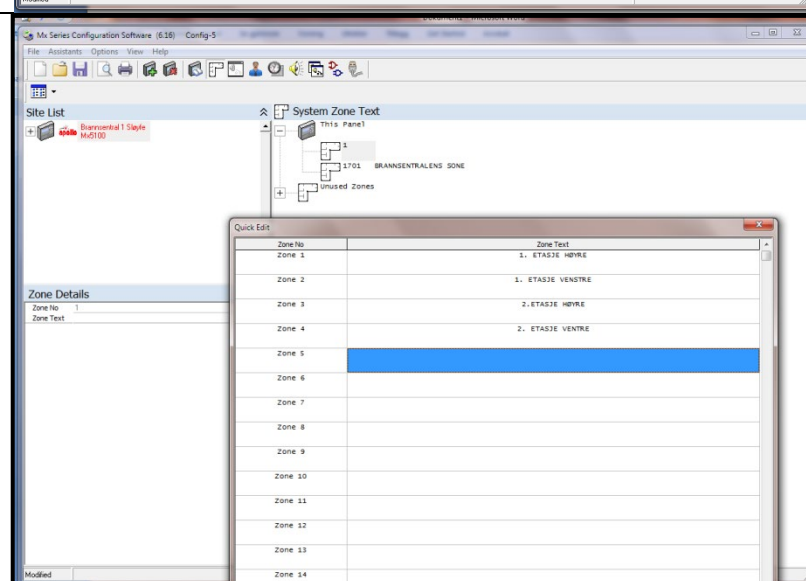 Modified
Dokument1 - Microsoft Word
Mx Series Configuration Software (6.16) Config-5
File Assistants Options View Help
Site List
Brannsentral 1 Sløyfe
Mx5100
System Zone Text
This Panel
1
1701 BRANNSENTRALENS SONE
Unused Zones
Quick Edit
Zone No Zone Text
Zone 1 1. ETASJE HØYRE
Zone 2 1. ETASJE VENSTRE
Zone 3 2.ETASJE HØYRE
Zone 4 2. ETASJE VENTRE
Zone 5
Zone 6
Zone 7
Zone 8
Zone 9
Zone 10
Zone 11
Zone 12
Zone 13
Zone 14
Zone Details
Zone No 1
Zone Text
Modified